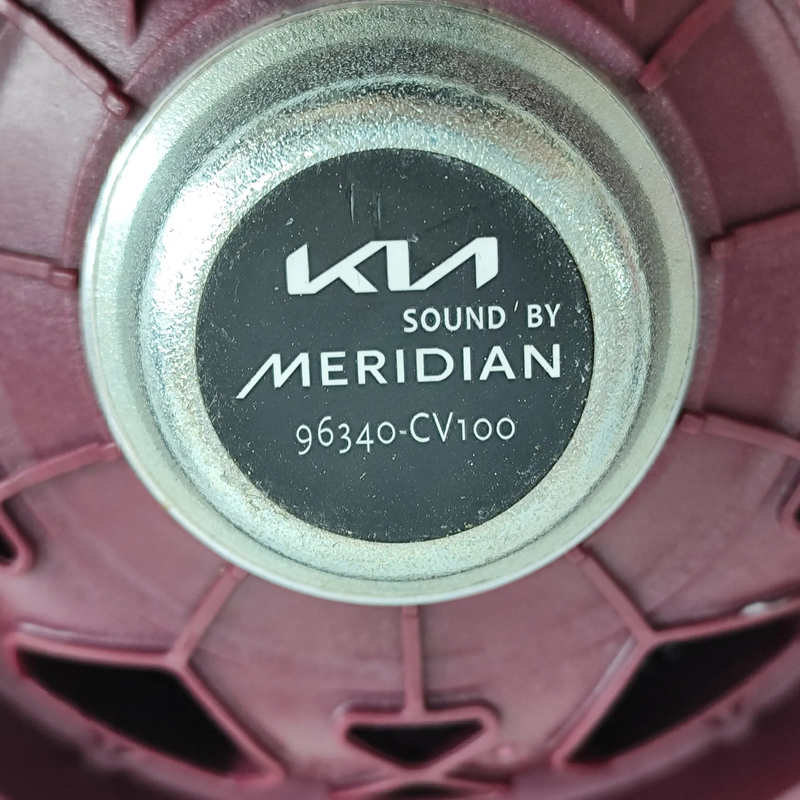 KIA
SOUND BY
MERIDIAN
96340-CV100